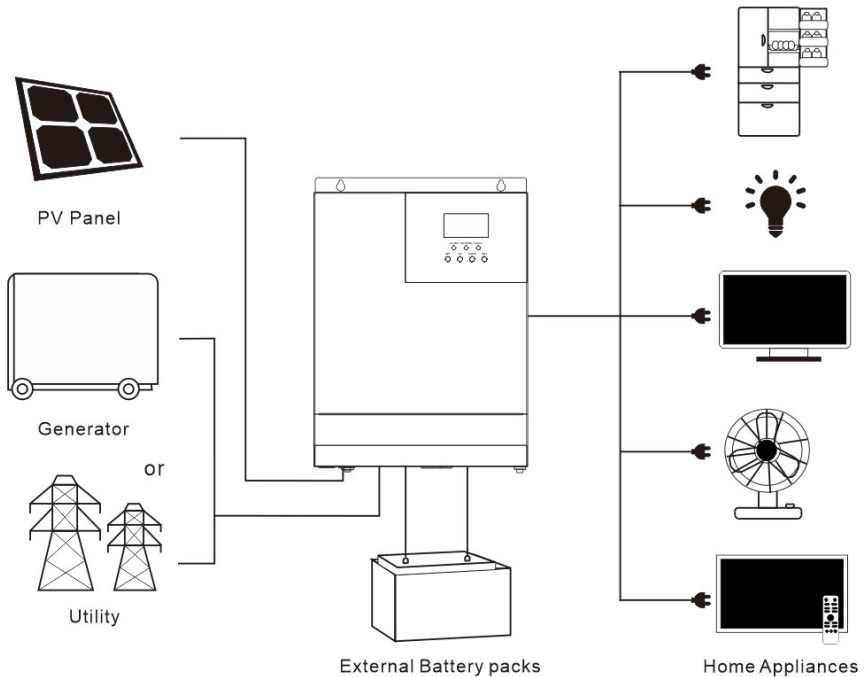 PV Panel
Generator
or
Utility
External Battery packs
Home Appliances